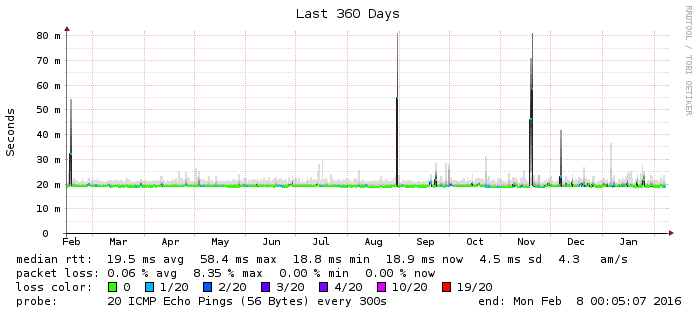 Last 360 Days
RRDTOOL / TOBI OETIKER
Seconds
80 m
70 m
60 m
50 m
40 m
30 m
20 m
10 m
0
Feb Mar Apr May Jun Jul Aug Sep Oct Nov Dec Jan
median rtt: 19.5 ms avg 58.4 ms max 18.8 ms min 18.9 ms now 4.5 ms sd 4.3 am/s
packet loss: 0.06 % avg 8.35 % max 0.00 % min 0.00 % now
loss color: 0 1/20 2/20 3/20 4/20 10/20 19/20
probe: 20 ICMP Echo Pings (56 Bytes) every 300s end: Mon Feb 8 00:05:07 2016